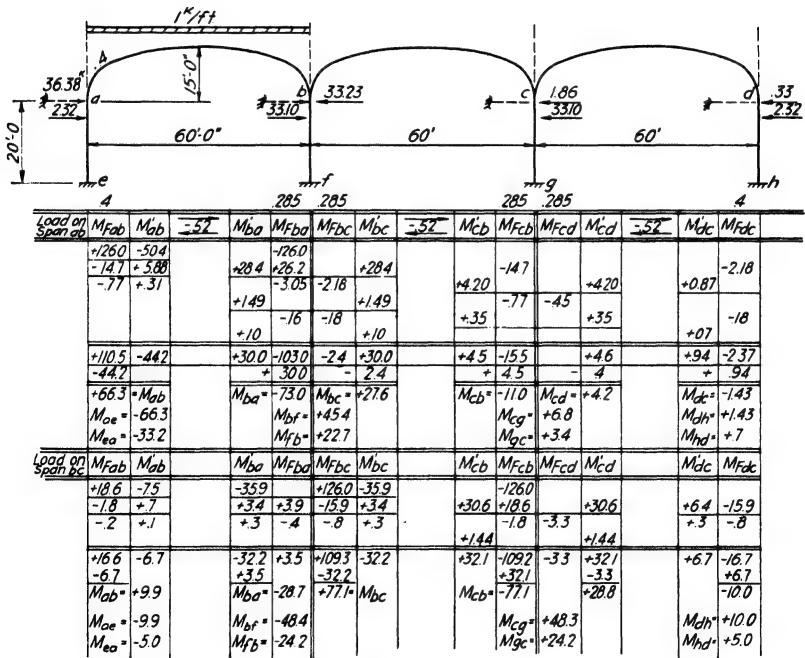 1 K/ft
A
36.38 K a 15'-0" b 33.23 c 1.86 d .33
2.32 33.10 33.10 2.32
20'-0 60'-0" 60' 60'
e f g h
.4 .285 .285 .285 .285 .4
Load on Span ab MFab M'ab -.52 M'ba MFba MFbc M'bc -.52 M'cb MFcb MFcd M'cd -.52 M'dc MFdc
+126.0 -50.4 -126.0
-14.7 +5.88 +28.4 +26.2 +28.4 -14.7 -2.18
-.77 +.31 -3.05 -2.18 +4.20 +4.20 +0.87
+1.49 +1.49 -.77 -.45
-.16 -.18 +.35 +.35 -.18
+.10 +.10 +.07
+110.5 -44.2 +30.0 -103.0 -2.4 +30.0 +4.5 -15.5 +4.6 +.94 -2.37
-44.2 + 30.0 - 2.4 + 4.5 - .4 + .94
+66.3 = Mab Mba = -73.0 Mbc = +27.6 Mcb = -11.0 Mcd = +4.2 Mdc = -1.43
Mae = -66.3 Mbf = +45.4 Mcg = +6.8 Mdh = +1.43
Mea = -33.2 Mfb = +22.7 Mgc = +3.4 Mhd = +.7
Load on Span bc MFab M'ab M'ba MFba MFbc M'bc M'cb MFcb MFcd M'cd M'dc MFdc
+18.6 -7.5 -35.9 +126.0 -35.9 -126.0
-1.8 +.7 +3.4 +3.9 -15.9 +3.4 +30.6 +18.6 +30.6 +6.4 -15.9
-.2 +.1 +.3 -.4 -.8 +.3 -1.8 -3.3 +.3 -.8
+1.44 +1.44
+16.6 -6.7 -32.2 +3.5 +109.3 -32.2 +32.1 -109.2 -3.3 +32.1 +6.7 -16.7
-6.7 +3.5 -32.2 +32.1 -3.3 +6.7
Mab = +9.9 Mba = -28.7 +77.1 = Mbc Mcb = -77.1 +28.8 -10.0
Mae = -9.9 Mbf = -48.4 Mcg = +48.3 Mdh = +10.0
Mea = -5.0 Mfb = -24.2 Mgc = +24.2 Mhd = +5.0